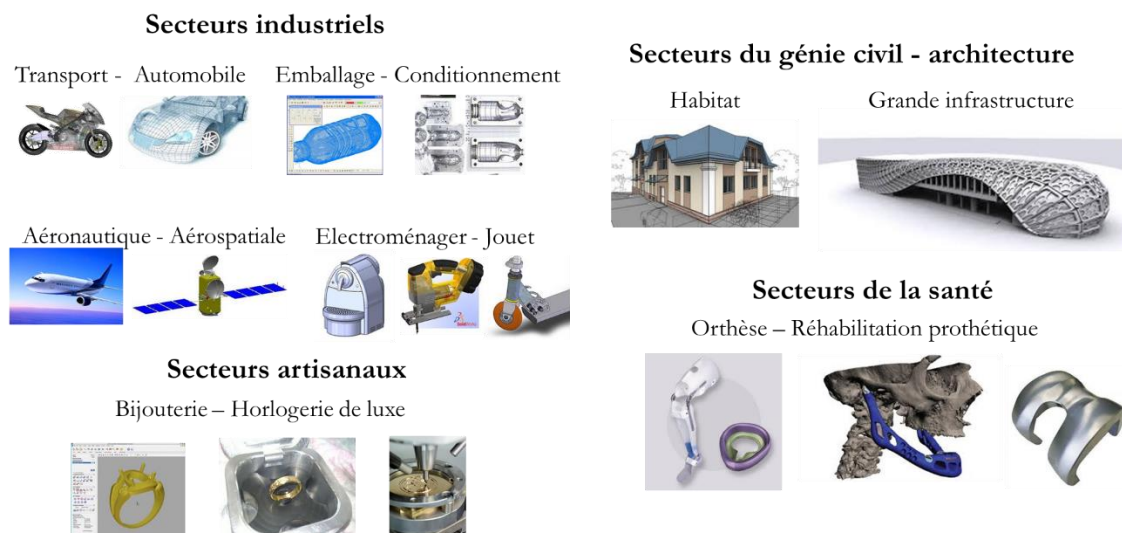 Secteurs industriels
Transport - Automobile
Emballage - Conditionnement
Aéronautique - Aérospatiale
Electroménager - Jouet
Secteurs artisanaux
Bijouterie – Horlogerie de luxe
Secteurs du génie civil - architecture
Habitat
Grande infrastructure
Secteurs de la santé
Orthèse – Réhabilitation prothétique